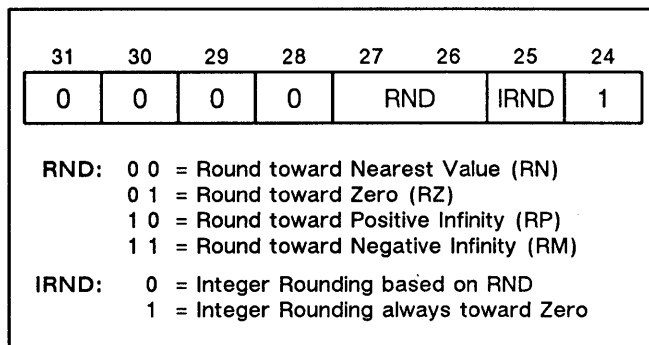 31 30 29 28 27 26 25 24
0 0 0 0 RND IRND 1
RND: 0 0 = Round toward Nearest Value (RN)
0 1 = Round toward Zero (RZ)
1 0 = Round toward Positive Infinity (RP)
1 1 = Round toward Negative Infinity (RM)
IRND: 0 = Integer Rounding based on RND
1 = Integer Rounding always toward Zero